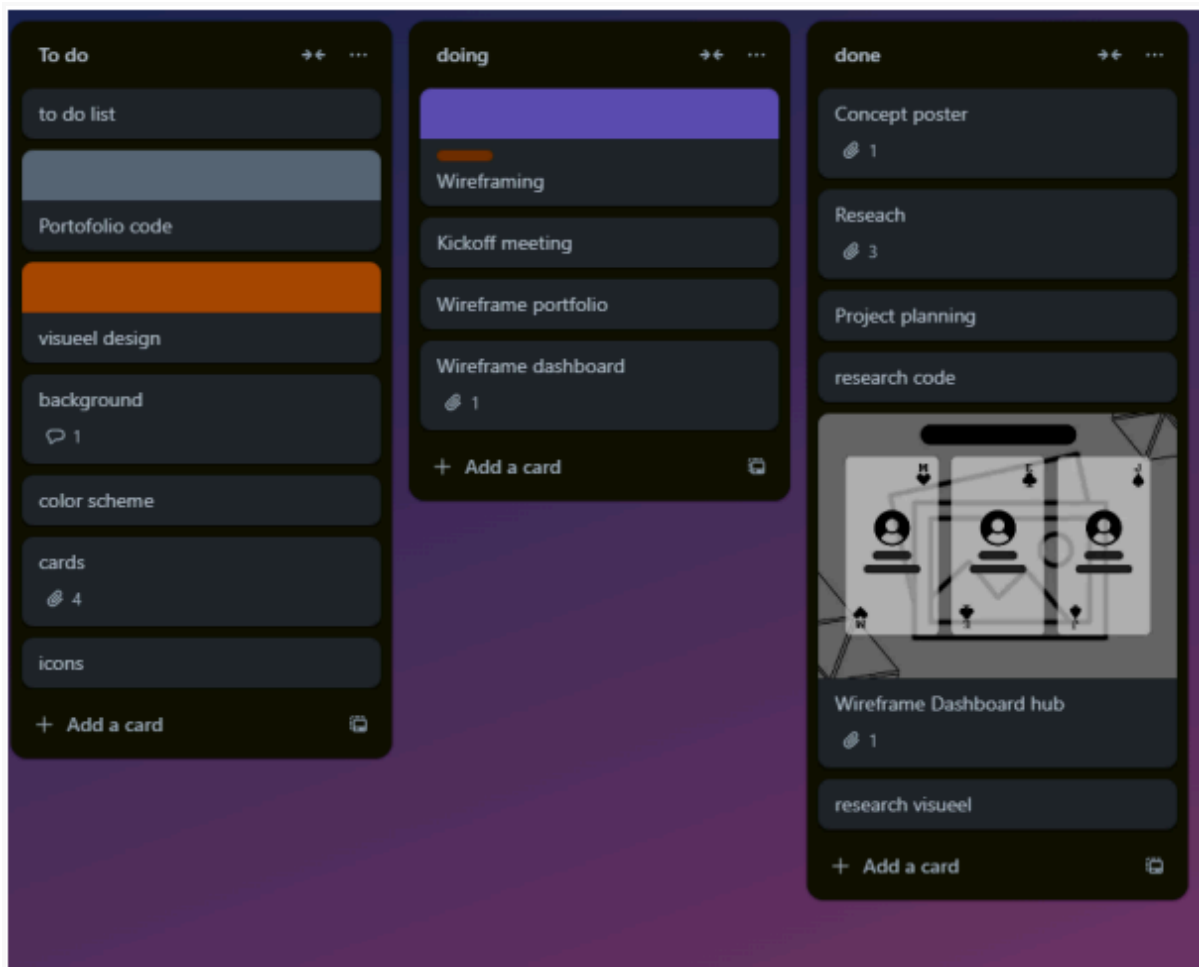 To do
to do list
Portofolio code
visueel design
background
1
color scheme
cards
4
icons
+ Add a card
doing
Wireframing
Kickoff meeting
Wireframe portfolio
Wireframe dashboard
1
+ Add a card
done
Concept poster
1
Reseach
3
Project planning
research code
M
E
J
M
E
J
Wireframe Dashboard hub
1
research visueel
+ Add a card